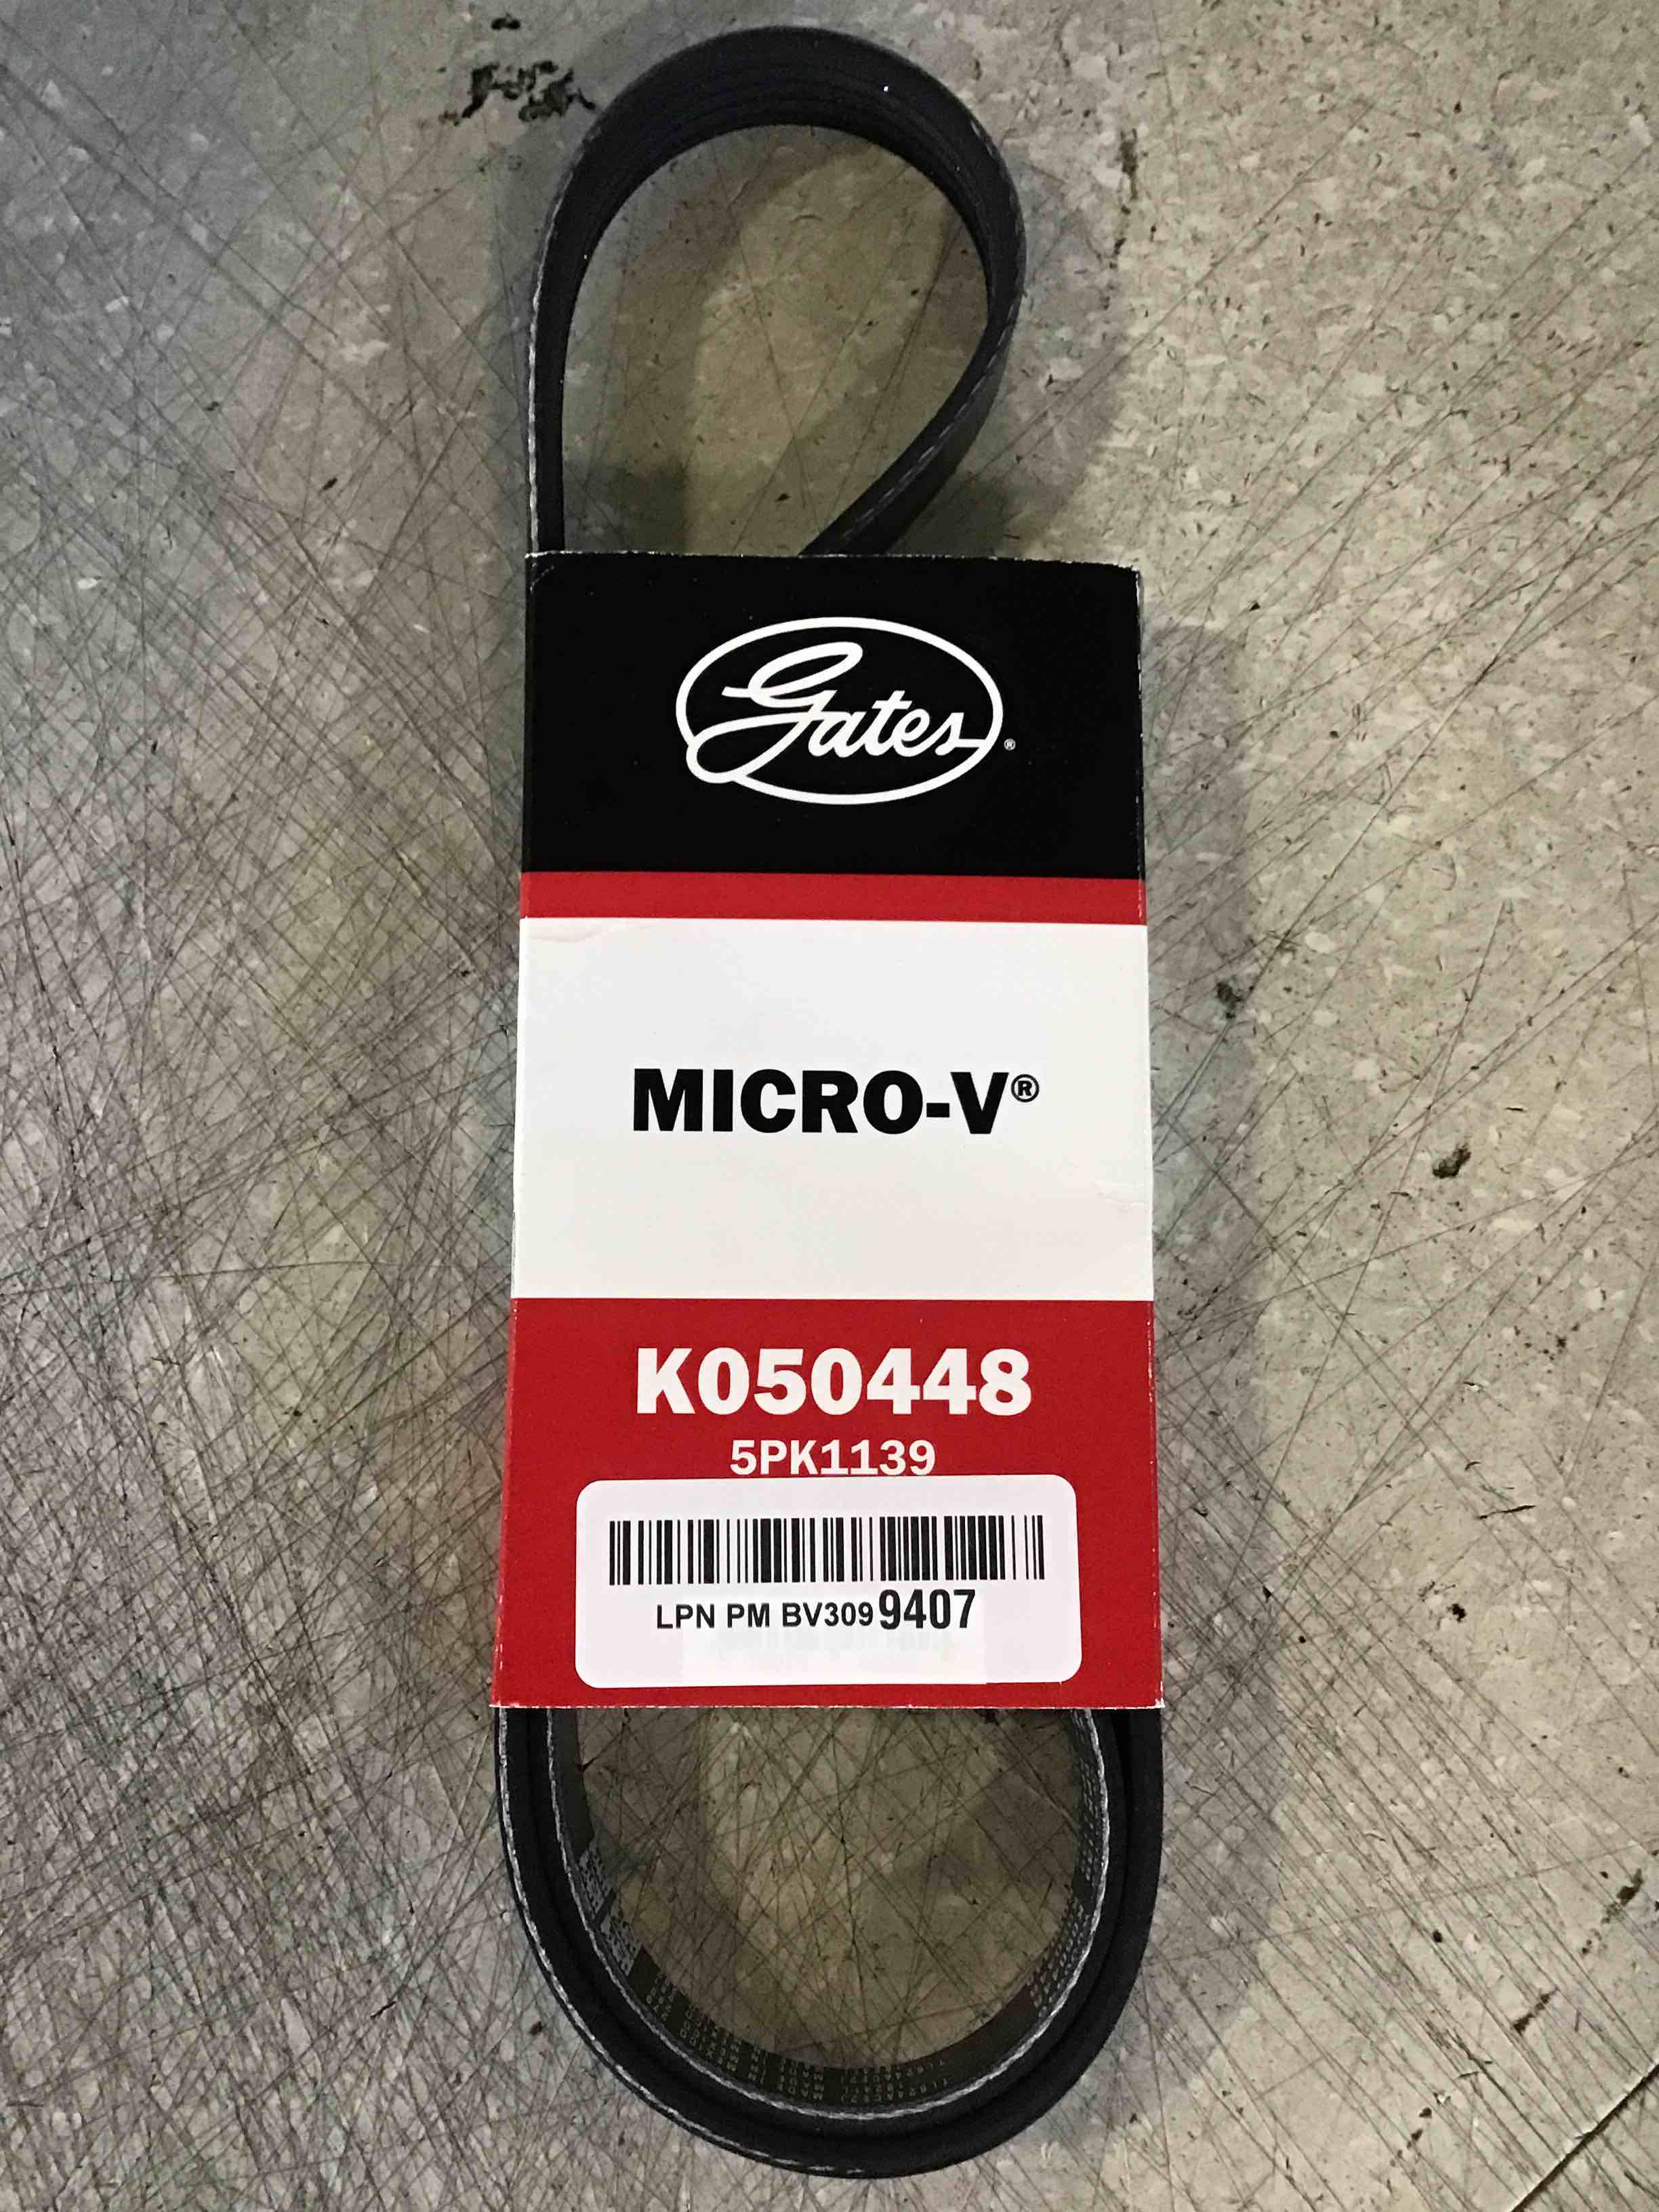 Gates®
MICRO-V®
K050448
5PK1139
LPN PM BV3099407